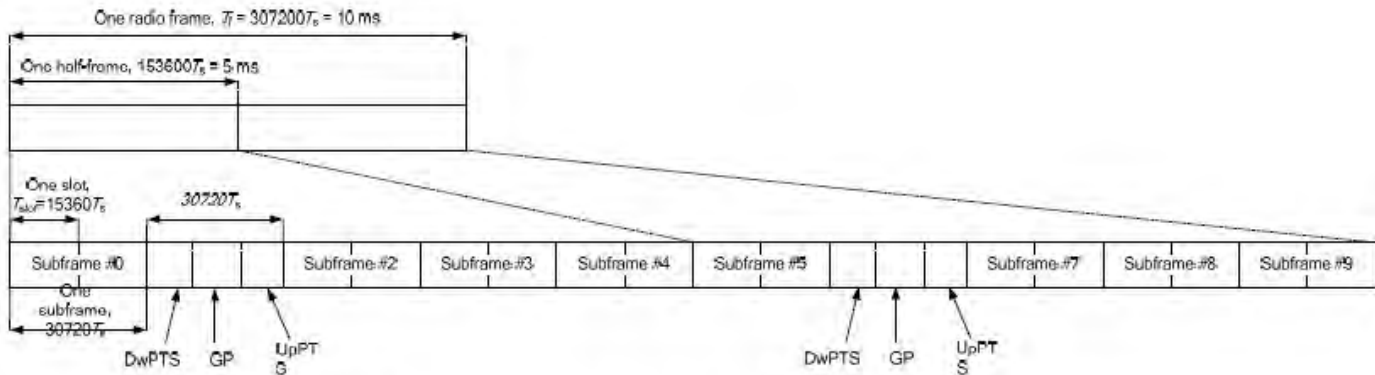 One radio frame, Tf = 307200Ts = 10 ms
One half-frame, 153600Ts = 5 ms
One slot,
Tslot=15360Ts
30720Ts
Subframe #0
Subframe #2
Subframe #3
Subframe #4
Subframe #5
Subframe #7
Subframe #8
Subframe #9
One
subframe,
30720Ts
DwPTS
GP
UpPT
S
DwPTS
GP
UpPT
S